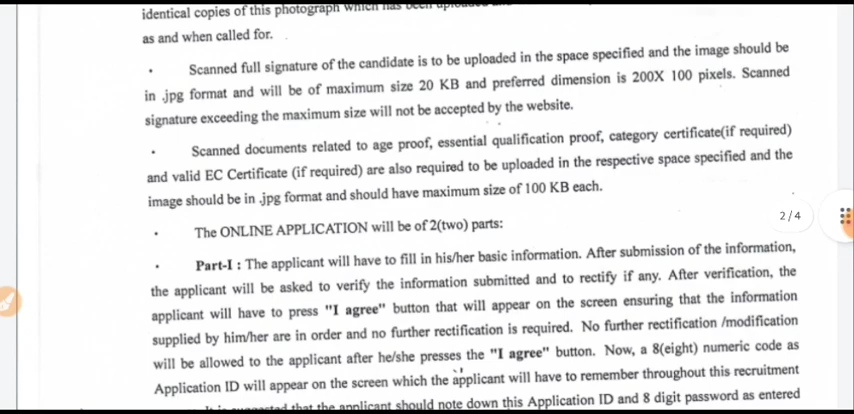 identical copies of this photograph which has been uploaded
as and when called for.
• Scanned full signature of the candidate is to be uploaded in the space specified and the image should be
in .jpg format and will be of maximum size 20 KB and preferred dimension is 200X 100 pixels. Scanned
signature exceeding the maximum size will not be accepted by the website.
• Scanned documents related to age proof, essential qualification proof, category certificate(if required)
and valid EC Certificate (if required) are also required to be uploaded in the respective space specified and the
image should be in .jpg format and should have maximum size of 100 KB each.
2/4
• The ONLINE APPLICATION will be of 2(two) parts:
• Part-I : The applicant will have to fill in his/her basic information. After submission of the information,
the applicant will be asked to verify the information submitted and to rectify if any. After verification, the
applicant will have to press "I agree" button that will appear on the screen ensuring that the information
supplied by him/her are in order and no further rectification is required. No further rectification /modification
will be allowed to the applicant after he/she presses the "I agree" button. Now, a 8(eight) numeric code as
Application ID will appear on the screen which the applicant will have to remember throughout this recruitment
that the applicant should note down this Application ID and 8 digit password as entered